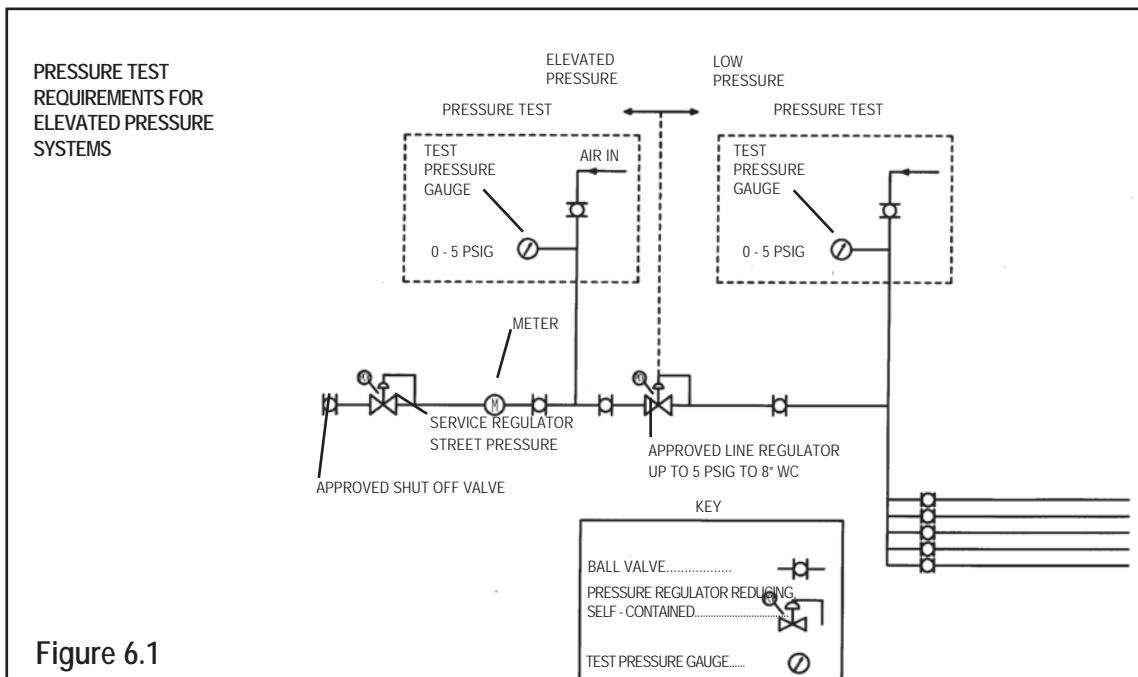 PRESSURE TEST
REQUIREMENTS FOR
ELEVATED PRESSURE
SYSTEMS
ELEVATED
PRESSURE
LOW
PRESSURE
PRESSURE TEST
PRESSURE TEST
TEST
PRESSURE
GAUGE
AIR IN
0 - 5 PSIG
TEST
PRESSURE
GAUGE
0 - 5 PSIG
METER
M
SERVICE REGULATOR
STREET PRESSURE
APPROVED SHUT OFF VALVE
APPROVED LINE REGULATOR
UP TO 5 PSIG TO 8" WC
KEY
BALL VALVE..................
PRESSURE REGULATOR REDUCING,
SELF - CONTAINED..................................
TEST PRESSURE GAUGE......
Figure 6.1